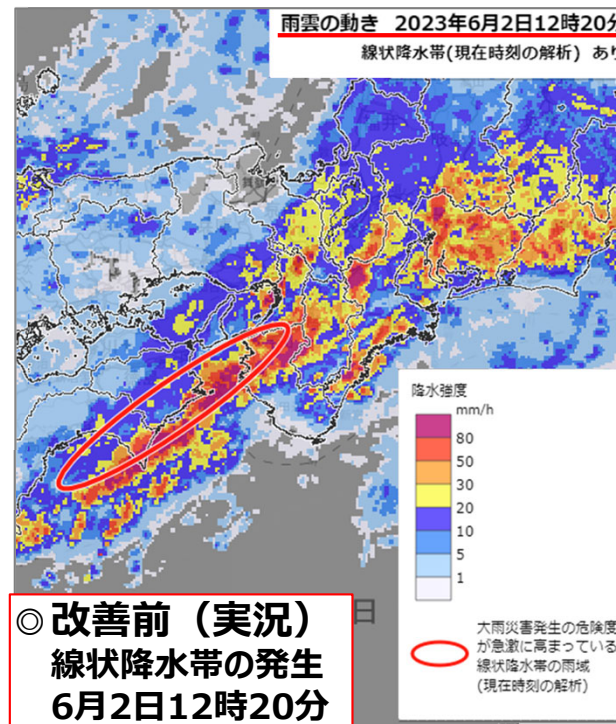 雨雲の動き 2023年6月2日12時20分
線状降水帯(現在時刻の解析) あり
降水強度
mm/h
80
50
30
20
10
5
1
日
大雨災害発生の危険度
が急激に高まっている
線状降水帯の雨域
(現在時刻の解析)
◎改善前（実況）
線状降水帯の発生
6月2日12時20分